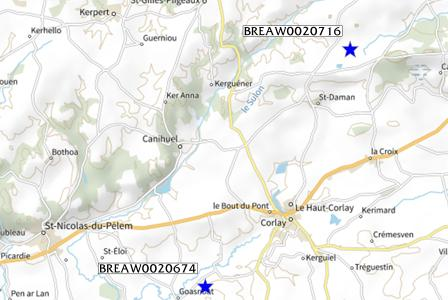 St-Gilles-Pligeaux
Kerpert
BREAW0020716
Kerhello
Guerniou
Kerguéner
Ker Anna
le Sulon
St-Daman
Canihuel
Bothoa
la Croix
le Bout du Pont
Le Haut-Corlay
Kerimard
Corlay
St-Nicolas-du-Pélem
Crémesven
Picardie
St-Éloi
Kerguiel
BREAW0020674
Tréguestin
Pen ar Lan